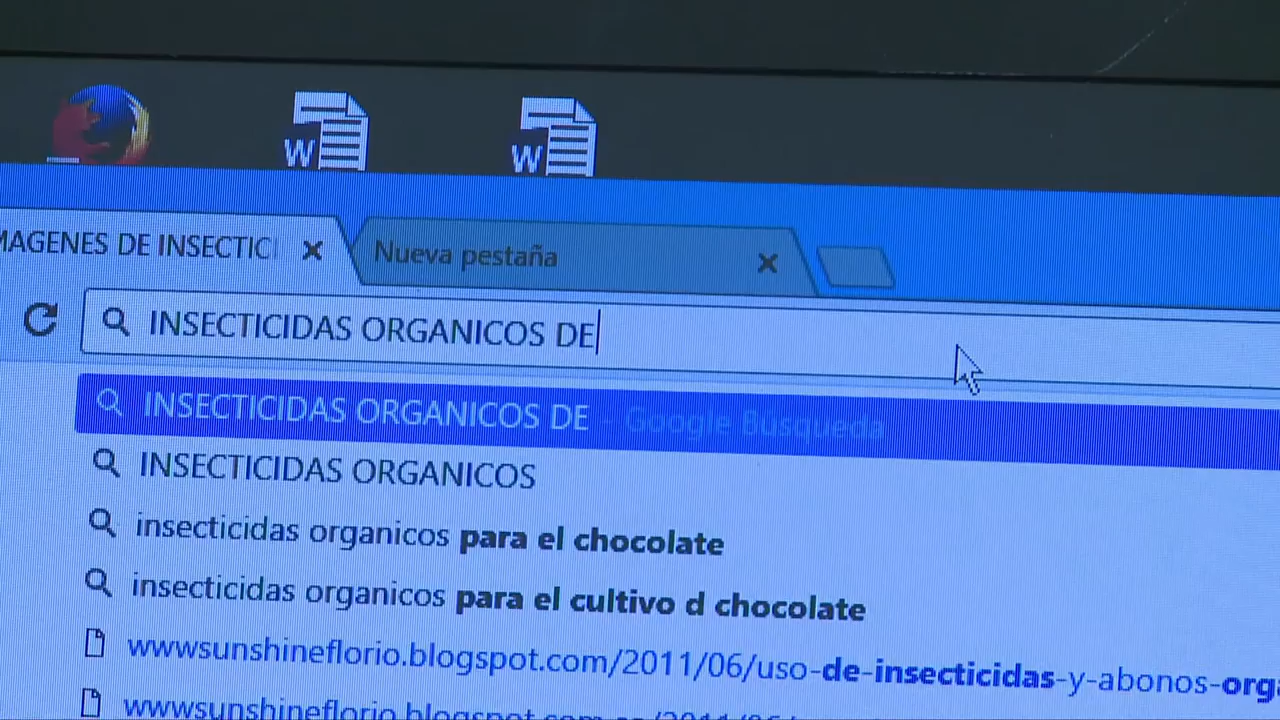 W
W
MAGENES DE INSECTICI
Nueva pestaña
INSECTICIDAS ORGANICOS DE
INSECTICIDAS ORGANICOS DE - Google Búsqueda
INSECTICIDAS ORGANICOS
insecticidas organicos para el chocolate
insecticidas organicos para el cultivo d chocolate
wwwsunshineflorio.blogspot.com/2011/06/uso-de-insecticidas-y-abonos-orga